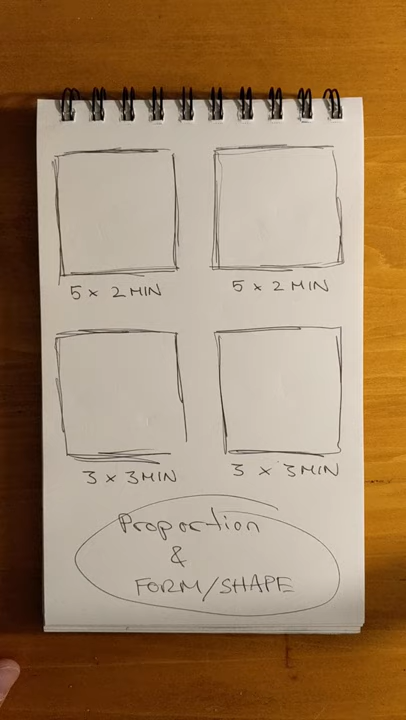 5 x 2 MIN
5 x 2 MIN
3 x 3 MIN
3 x 3 MIN
Proportion
&
FORM/SHAPE